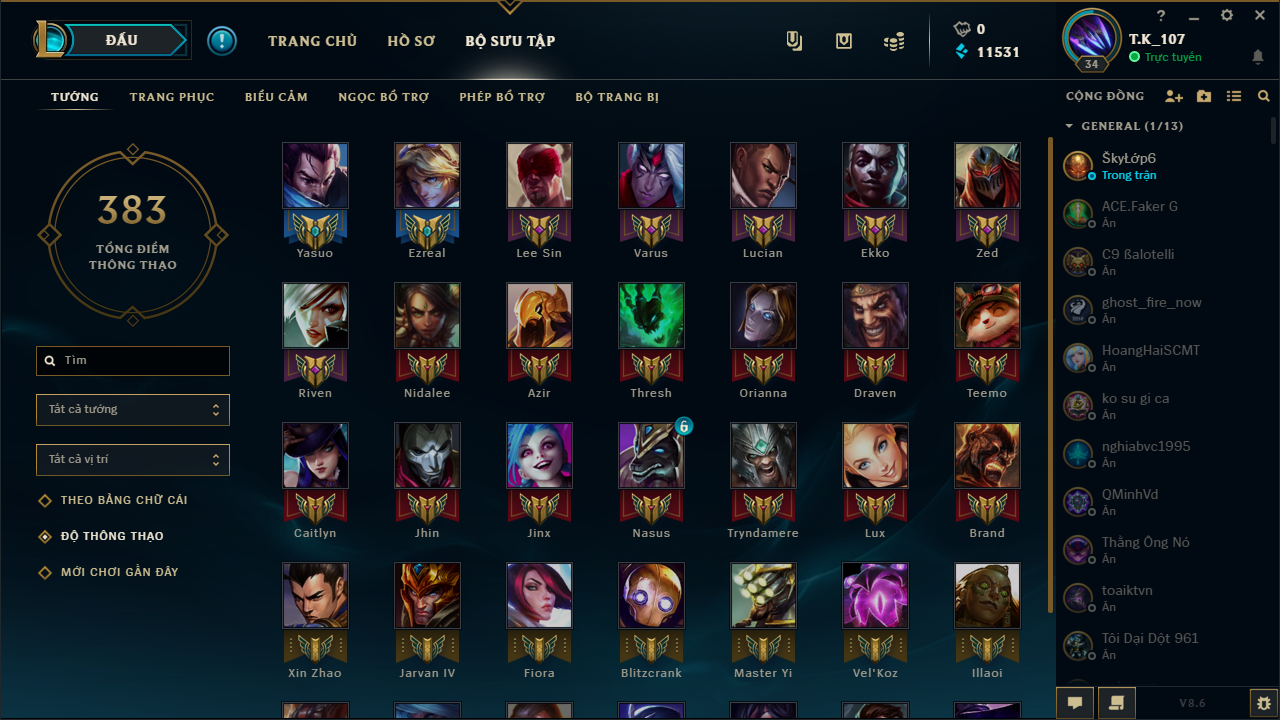 ĐẤU
TRANG CHỦ
HỒ SƠ
BỘ SƯU TẬP
0
11531
34
T.K_107
Trực tuyến
TƯỚNG
TRANG PHỤC
BIỂU CẢM
NGỌC BỔ TRỢ
PHÉP BỔ TRỢ
BỘ TRANG BỊ
CỘNG ĐỒNG
383
TỔNG ĐIỂM
THÔNG THẠO
Tìm
Tất cả tướng
Tất cả vị trí
THEO BẢNG CHỮ CÁI
ĐỘ THÔNG THẠO
MỚI CHƠI GẦN ĐÂY
Yasuo
Ezreal
Lee Sin
Varus
Lucian
Ekko
Zed
Riven
Nidalee
Azir
Thresh
Orianna
Draven
Teemo
6
Caitlyn
Jhin
Jinx
Nasus
Tryndamere
Lux
Brand
Xin Zhao
Jarvan IV
Fiora
Blitzcrank
Master Yi
Vel'Koz
Illaoi
GENERAL (1/13)
ŠkyŁớp6
Trong trận
ACE.Faker G
Ẩn
C9 ßalotelli
Ẩn
ghost_fire_now
Ẩn
HoangHaiSCMT
Ẩn
ko su gi ca
Ẩn
nghiabvc1995
Ẩn
QMinhVd
Ẩn
Thằng Ông Nó
Ẩn
toaiktvn
Ẩn
Tôi Dại Dột 961
Ẩn
V8.6